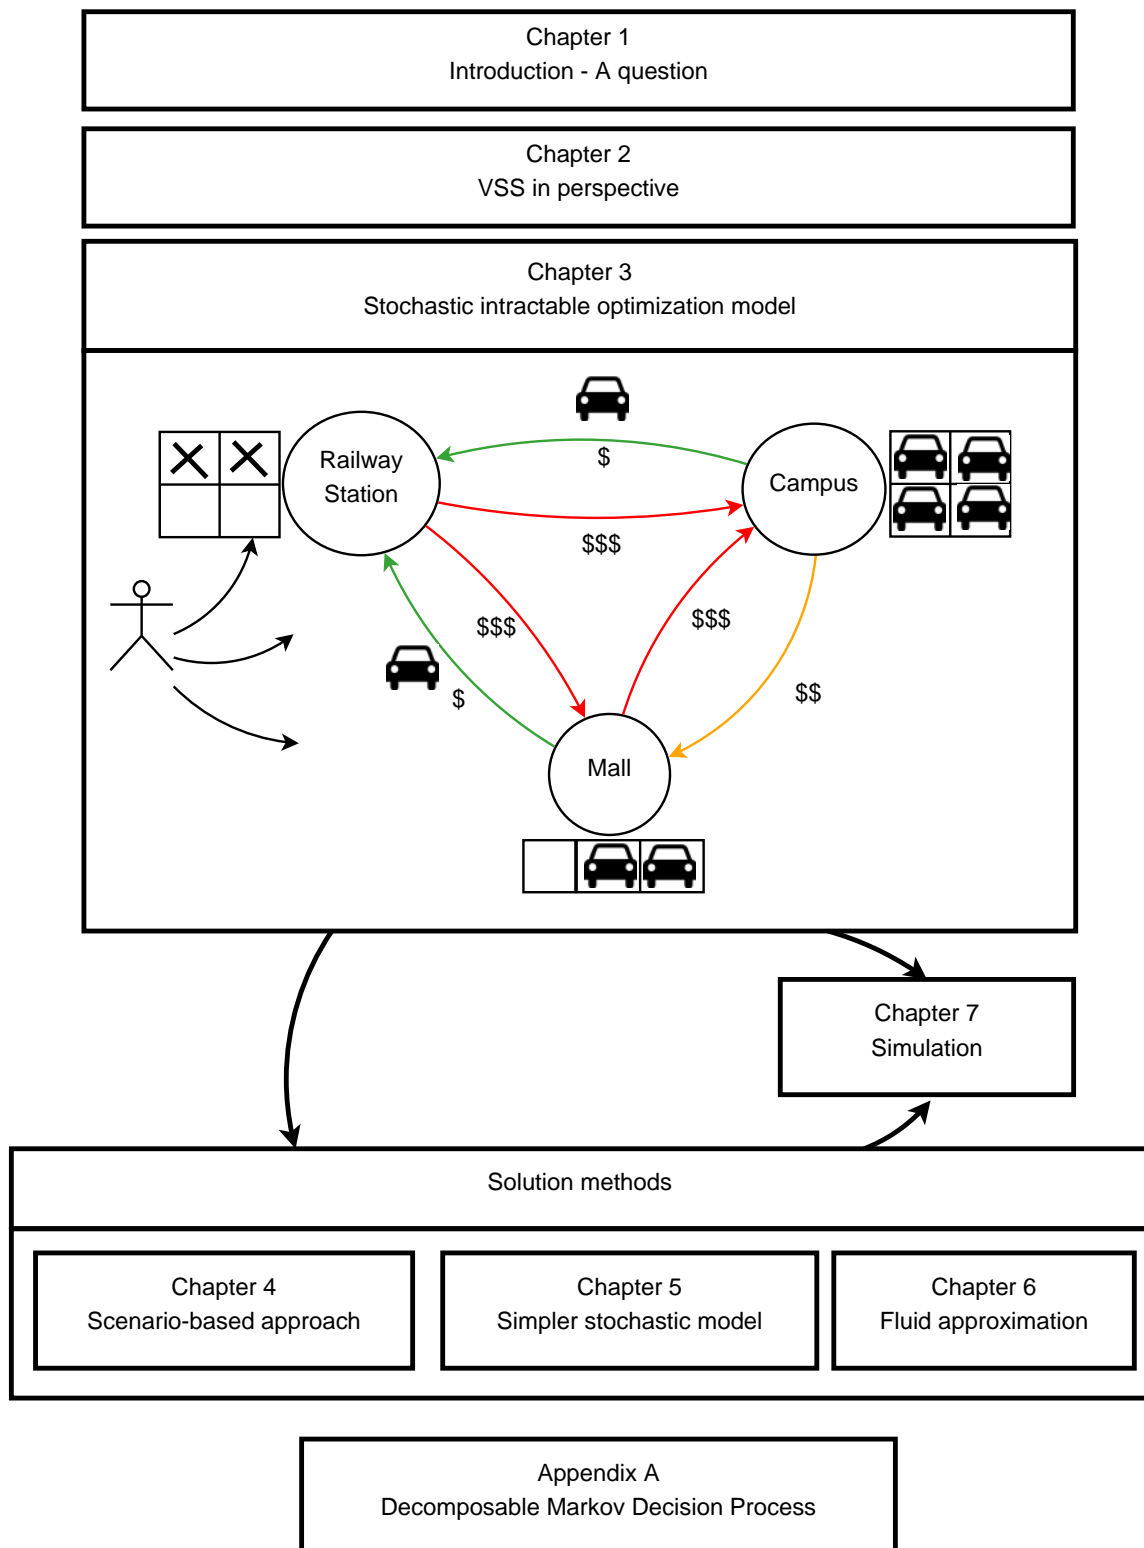 Chapter 1
Introduction - A question
Chapter 2
VSS in perspective
Chapter 3
Stochastic intractable optimization model
Railway
Station
$
Campus
$$$
$$$
$$$
$
$$
Mall
Chapter 7
Simulation
Solution methods
Chapter 4
Scenario-based approach
Chapter 5
Simpler stochastic model
Chapter 6
Fluid approximation
Appendix A
Decomposable Markov Decision Process